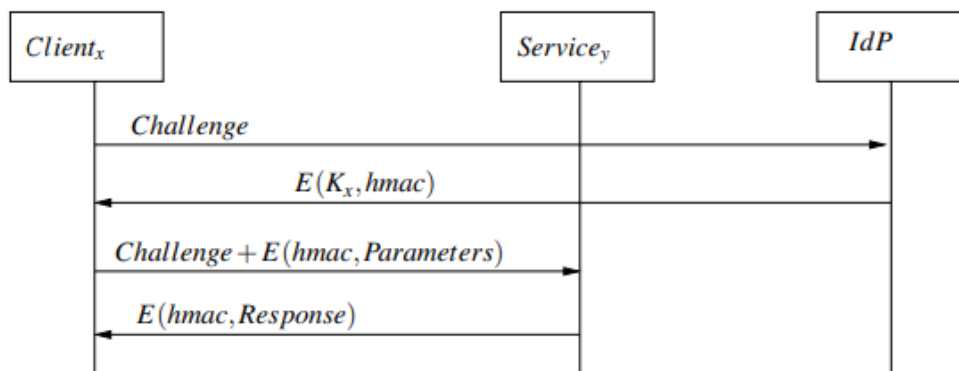 Client_x
Service_y
IdP
Challenge
E(K_x,hmac)
Challenge+E(hmac,Parameters)
E(hmac,Response)